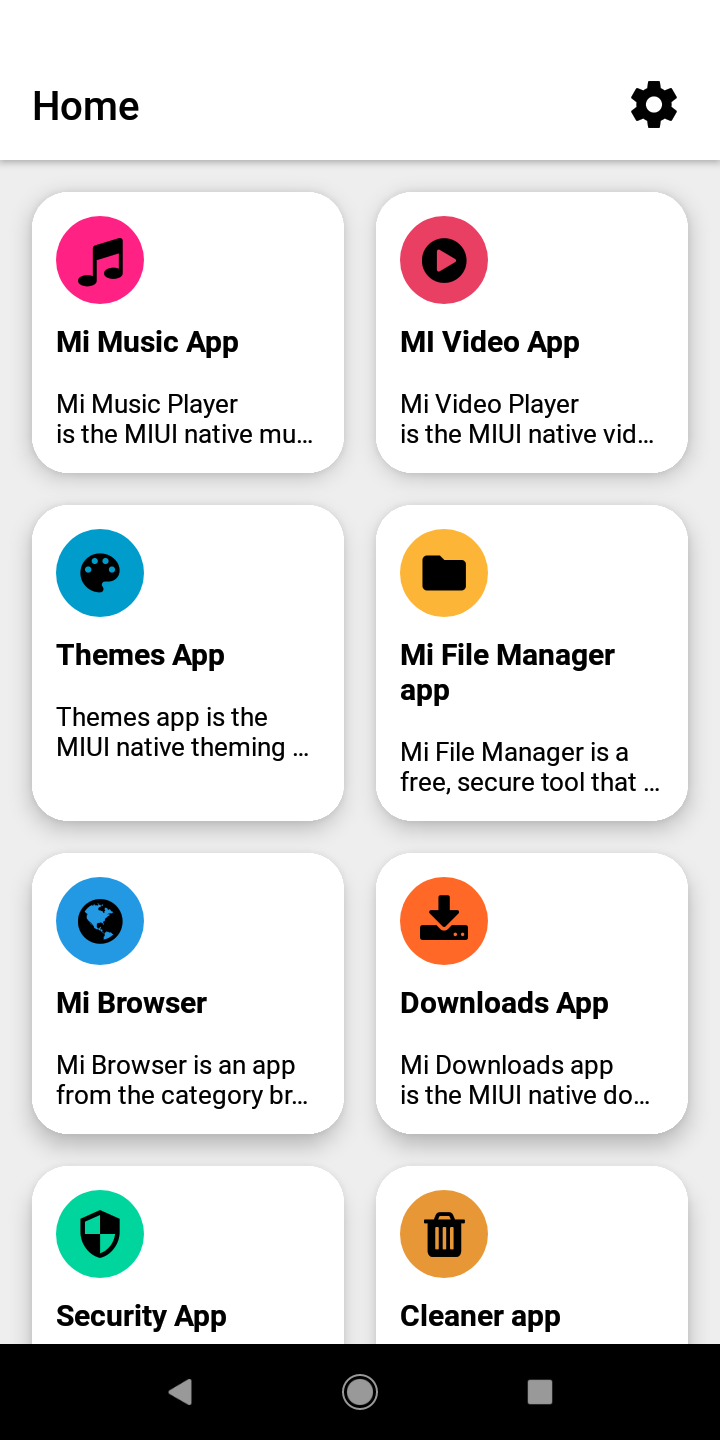 Home
Mi Music App
Mi Music Player
is the MIUI native mu...
MI Video App
Mi Video Player
is the MIUI native vid...
Themes App
Themes app is the
MIUI native theming ...
Mi File Manager
app
Mi File Manager is a
free, secure tool that ...
Mi Browser
Mi Browser is an app
from the category br...
Downloads App
Mi Downloads app
is the MIUI native do...
Security App
Cleaner app